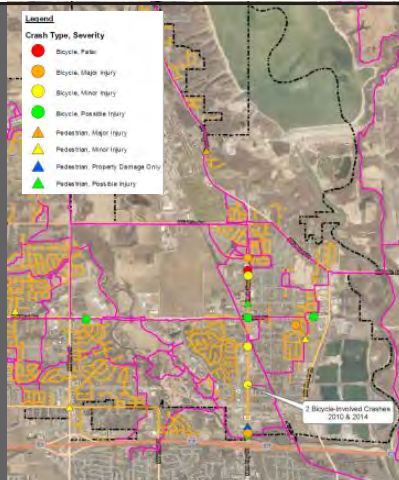 Legend
Crash Type, Severity
Bicycle, Fatal
Bicycle, Major Injury
Bicycle, Minor Injury
Bicycle, Possible Injury
Pedestrian, Major Injury
Pedestrian, Minor Injury
Pedestrian, Property Damage Only
Pedestrian, Possible Injury
2 Bicycle-Involved Crashes
2010 & 2014